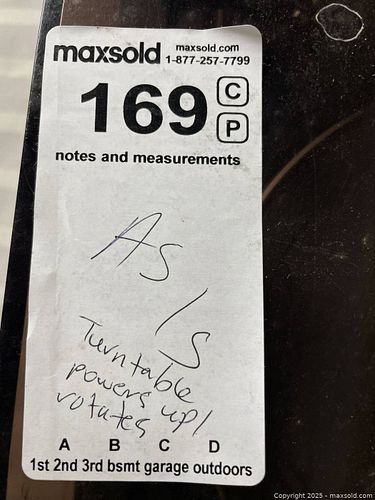 maxsold maxsold.com
1-877-257-7799
169 C
P
notes and measurements
As
Is
Turntable
powers up/
rotates
A B C D
1st 2nd 3rd bsmt garage outdoors
Copyright 2025 - maxsold.com